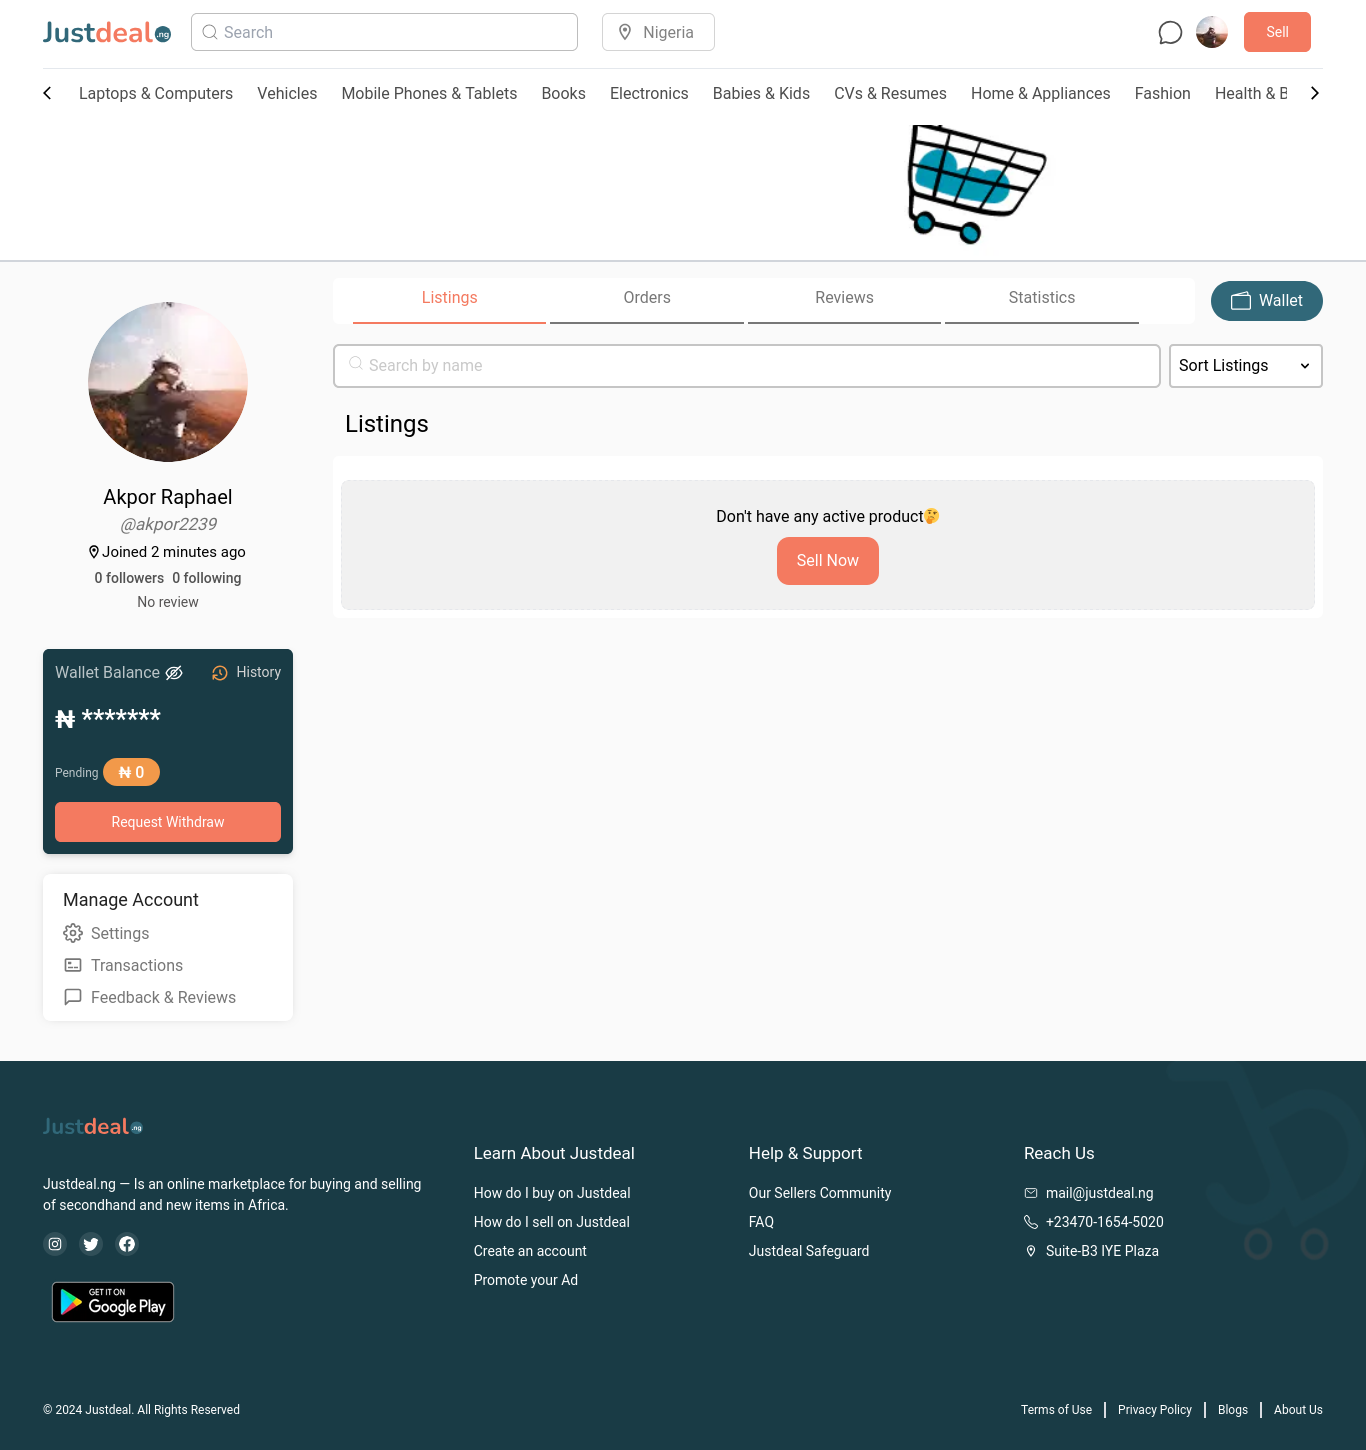 Justdeal.ng
Search
Nigeria
Sell
Laptops & Computers
Vehicles
Mobile Phones & Tablets
Books
Electronics
Babies & Kids
CVs & Resumes
Home & Appliances
Fashion
Health & B
Listings
Orders
Reviews
Statistics
Wallet
Search by name
Sort Listings
Akpor Raphael
@akpor2239
Joined 2 minutes ago
0 followers 0 following
No review
Listings
Don't have any active product🤔
Sell Now
Wallet Balance
History
₦ *******
Pending
₦ 0
Request Withdraw
Manage Account
Settings
Transactions
Feedback & Reviews
Justdeal.ng
Justdeal.ng — Is an online marketplace for buying and selling
of secondhand and new items in Africa.
GET IT ON
Google Play
Learn About Justdeal
How do I buy on Justdeal
How do I sell on Justdeal
Create an account
Promote your Ad
Help & Support
Our Sellers Community
FAQ
Justdeal Safeguard
Reach Us
mail@justdeal.ng
+23470-1654-5020
Suite-B3 IYE Plaza
© 2024 Justdeal. All Rights Reserved
Terms of Use
Privacy Policy
Blogs
About Us